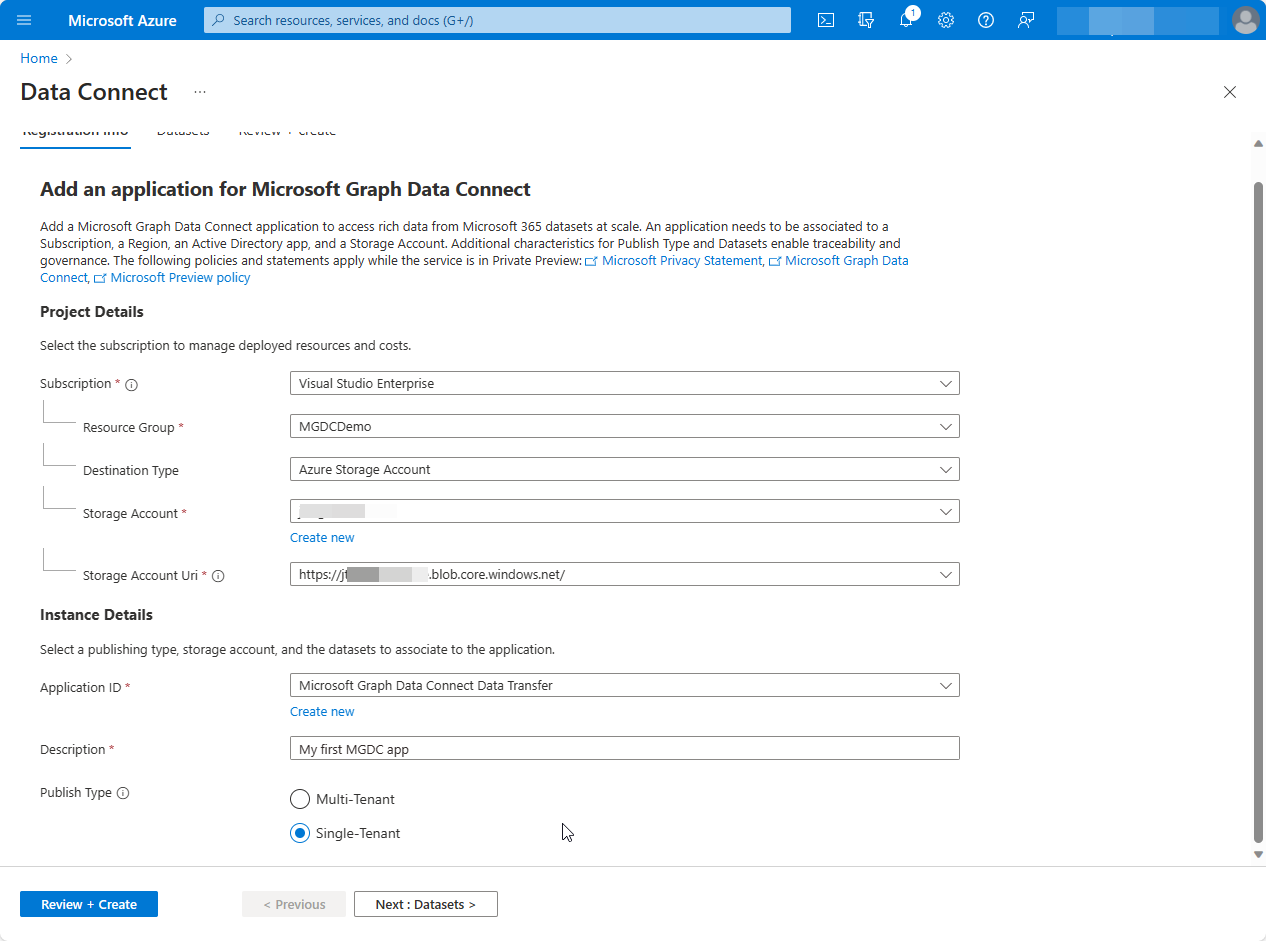 Microsoft Azure
Search resources, services, and docs (G+/)
1
Home
Data Connect
...
Registration Info Datasets Review + create
Add an application for Microsoft Graph Data Connect
Add a Microsoft Graph Data Connect application to access rich data from Microsoft 365 datasets at scale. An application needs to be associated to a
Subscription, a Region, an Active Directory app, and a Storage Account. Additional characteristics for Publish Type and Datasets enable traceability and
governance. The following policies and statements apply while the service is in Private Preview: Microsoft Privacy Statement, Microsoft Graph Data
Connect, Microsoft Preview policy
Project Details
Select the subscription to manage deployed resources and costs.
Subscription * Visual Studio Enterprise
Resource Group * MGDCDemo
Destination Type Azure Storage Account
Storage Account *
Create new
Storage Account Uri * https://jt .blob.core.windows.net/
Instance Details
Select a publishing type, storage account, and the datasets to associate to the application.
Application ID * Microsoft Graph Data Connect Data Transfer
Create new
Description * My first MGDC app
Publish Type Multi-Tenant
Single-Tenant
Review + Create < Previous Next : Datasets >